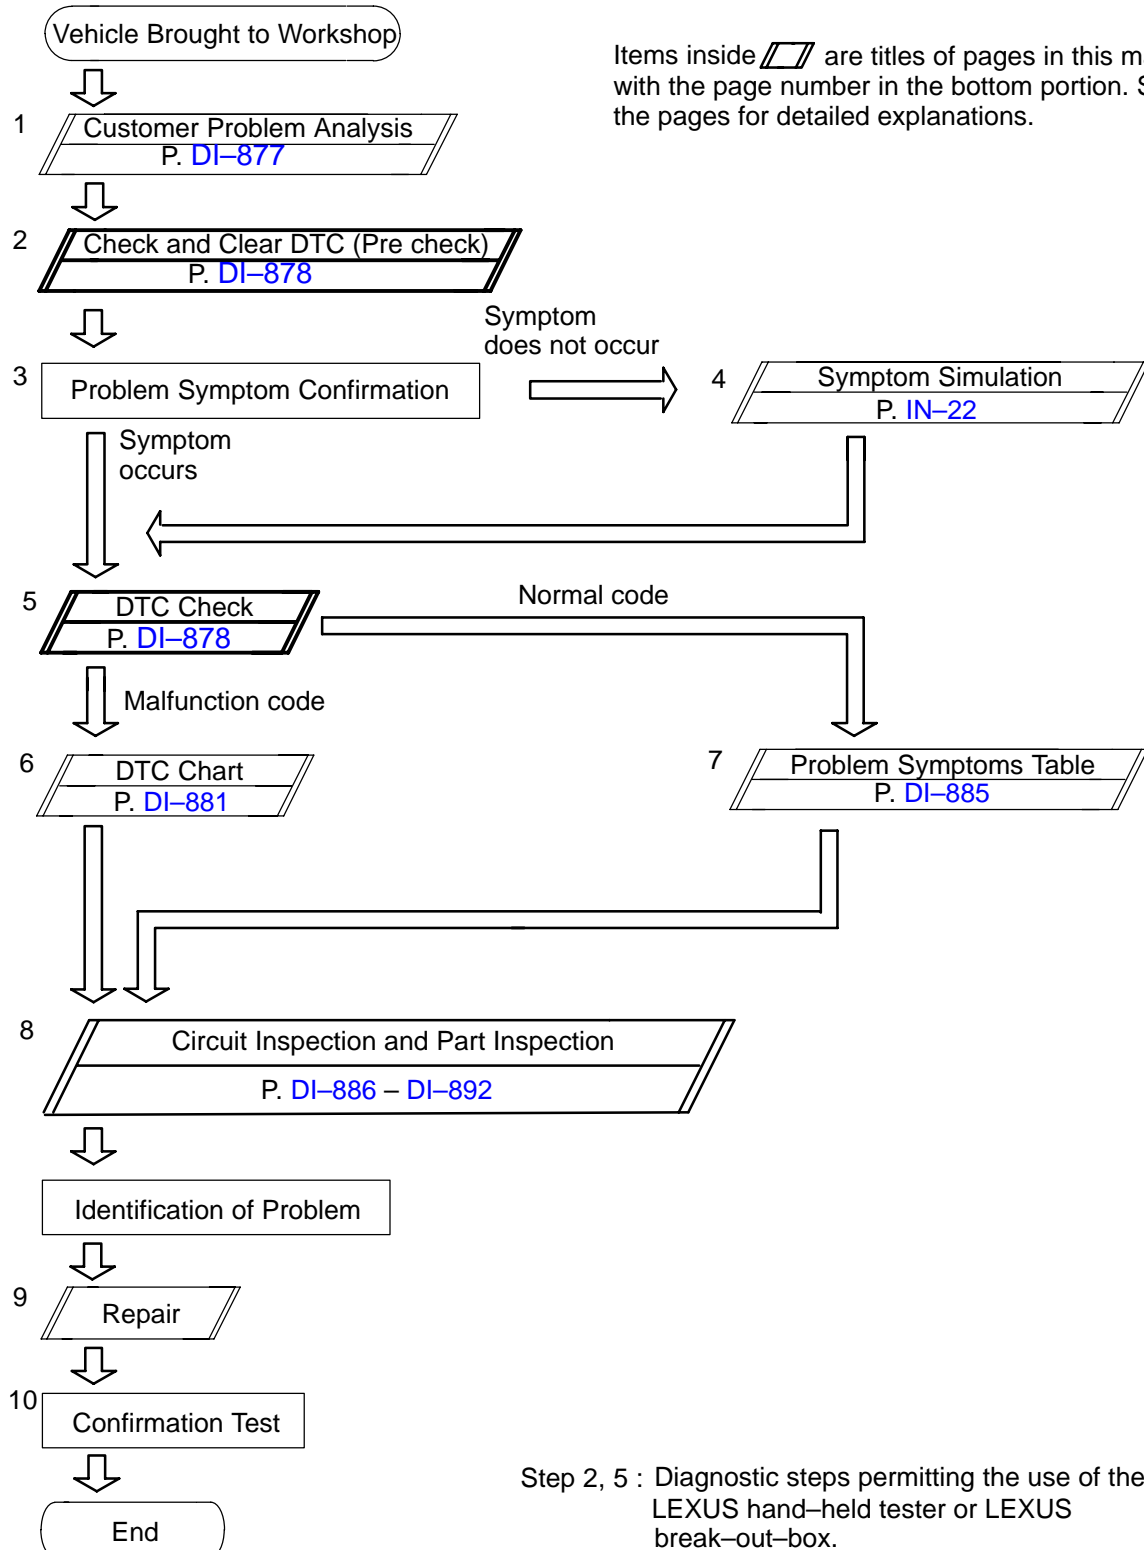 Vehicle Brought to Workshop
Items inside are titles of pages in this
with the page number in the bottom portion.
the pages for detailed explanations.
1
Customer Problem Analysis
P. DI–877
2
Check and Clear DTC (Pre check)
P. DI–878
Symptom
does not occur
3
Problem Symptom Confirmation
4
Symptom Simulation
P. IN–22
Symptom
occurs
5
DTC Check
P. DI–878
Normal code
Malfunction code
6
DTC Chart
P. DI–881
7
Problem Symptoms Table
P. DI–885
8
Circuit Inspection and Part Inspection
P. DI–886 – DI–892
Identification of Problem
9
Repair
10
Confirmation Test
Step 2, 5 : Diagnostic steps permitting the use of the
LEXUS hand–held tester or LEXUS
break–out–box.
End